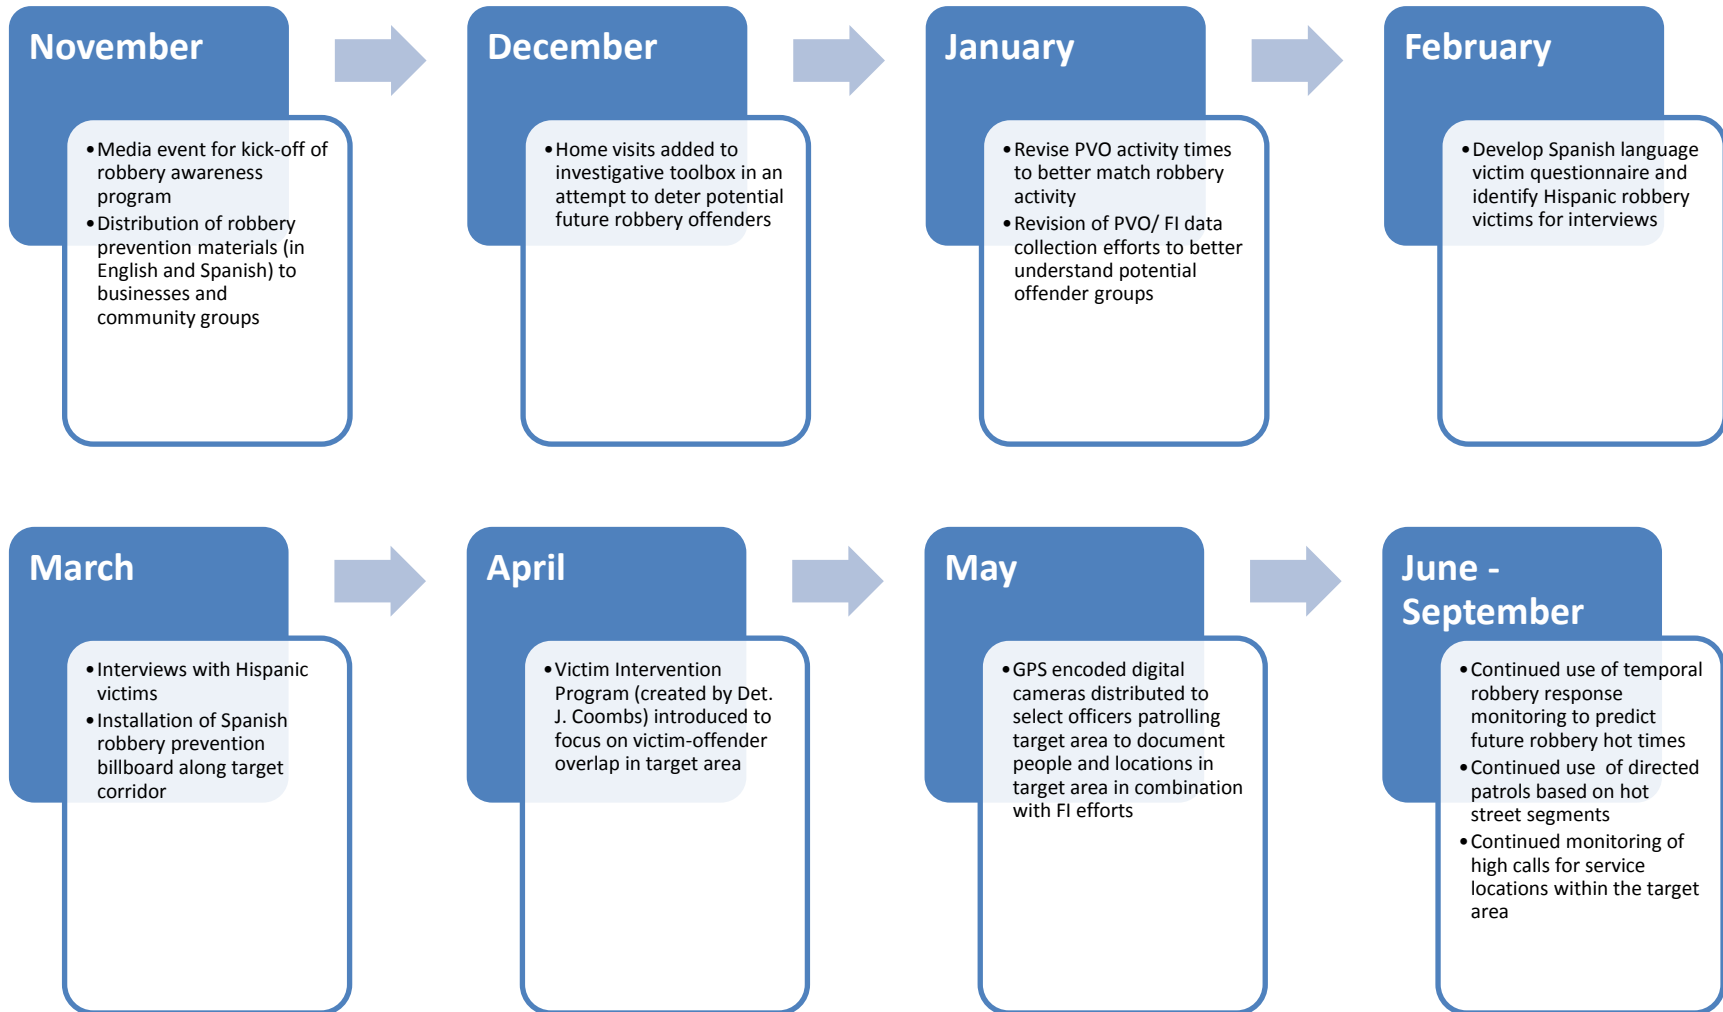 November
• Media event for kick-off of
robbery awareness
program
• Distribution of robbery
prevention materials (in
English and Spanish) to
businesses and
community groups
December
• Home visits added to
investigative toolbox in an
attempt to deter potential
future robbery offenders
January
• Revise PVO activity times
to better match robbery
activity
• Revision of PVO/ FI data
collection efforts to better
understand potential
offender groups
February
• Develop Spanish language
victim questionnaire and
identify Hispanic robbery
victims for interviews
March
• Interviews with Hispanic
victims
• Installation of Spanish
robbery prevention
billboard along target
corridor
April
• Victim Intervention
Program (created by Det.
J. Coombs) introduced to
focus on victim-offender
overlap in target area
May
• GPS encoded digital
cameras distributed to
select officers patrolling
target area to document
people and locations in
target area in combination
with FI efforts
June -
September
• Continued use of temporal
robbery response
monitoring to predict
future robbery hot times
• Continued use  of directed
patrols based on hot
street segments
• Continued monitoring of
high calls for service
locations within the target
area